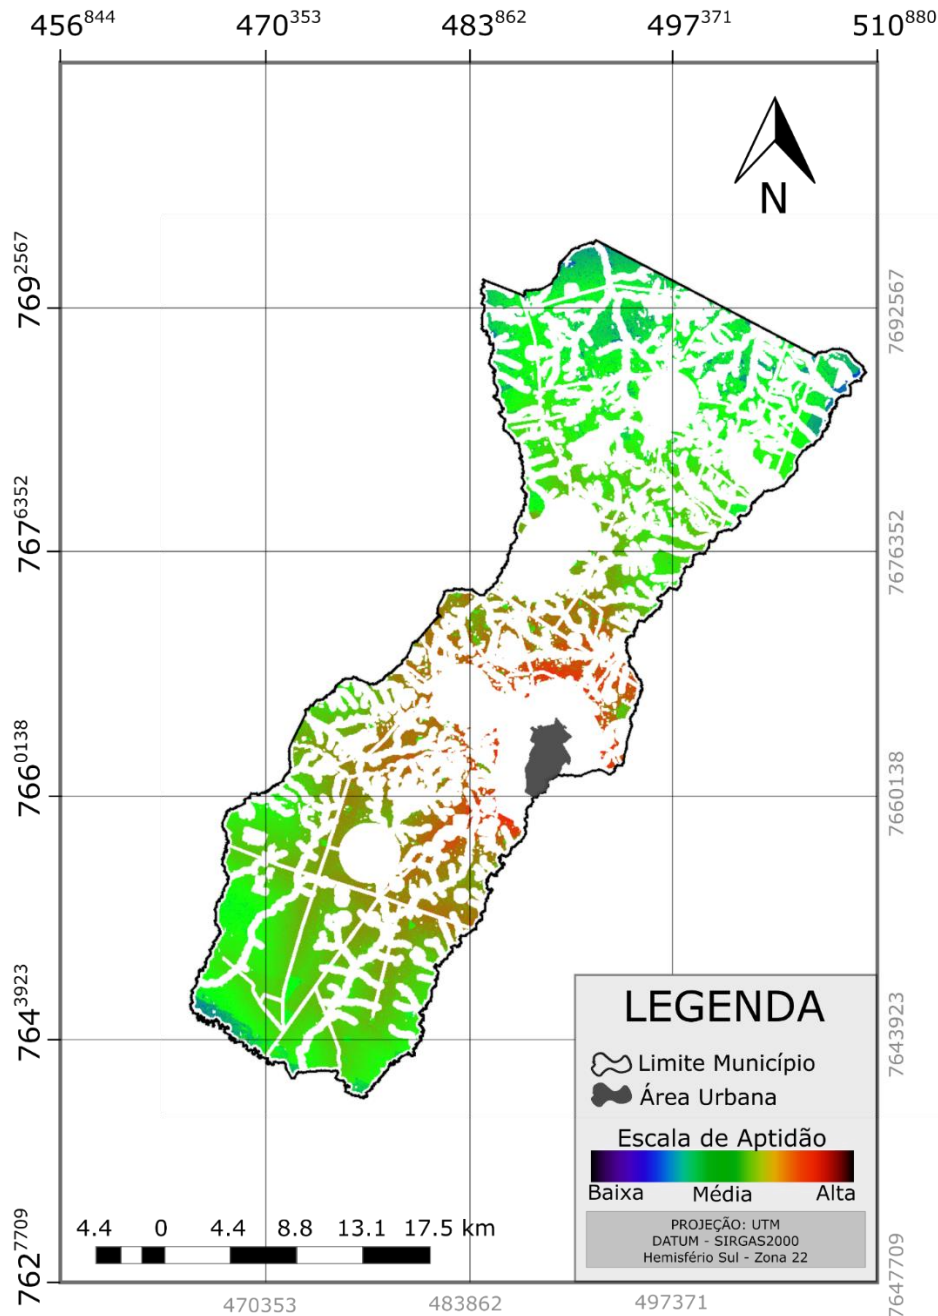 456⁸⁴⁴ 470³⁵³ 483⁸⁶² 497³⁷¹ 510⁸⁸⁰
N
769²⁵⁶⁷
7692567
767⁶³⁵²
7676352
766⁰¹³⁸
7660138
764³⁹²³
7643923
762⁷⁷⁰⁹
7647709
LEGENDA
Limite Município
Área Urbana
Escala de Aptidão
Baixa Média Alta
PROJEÇÃO: UTM
DATUM - SIRGAS2000
Hemisfério Sul - Zona 22
4.4 0 4.4 8.8 13.1 17.5 km
470353 483862 497371